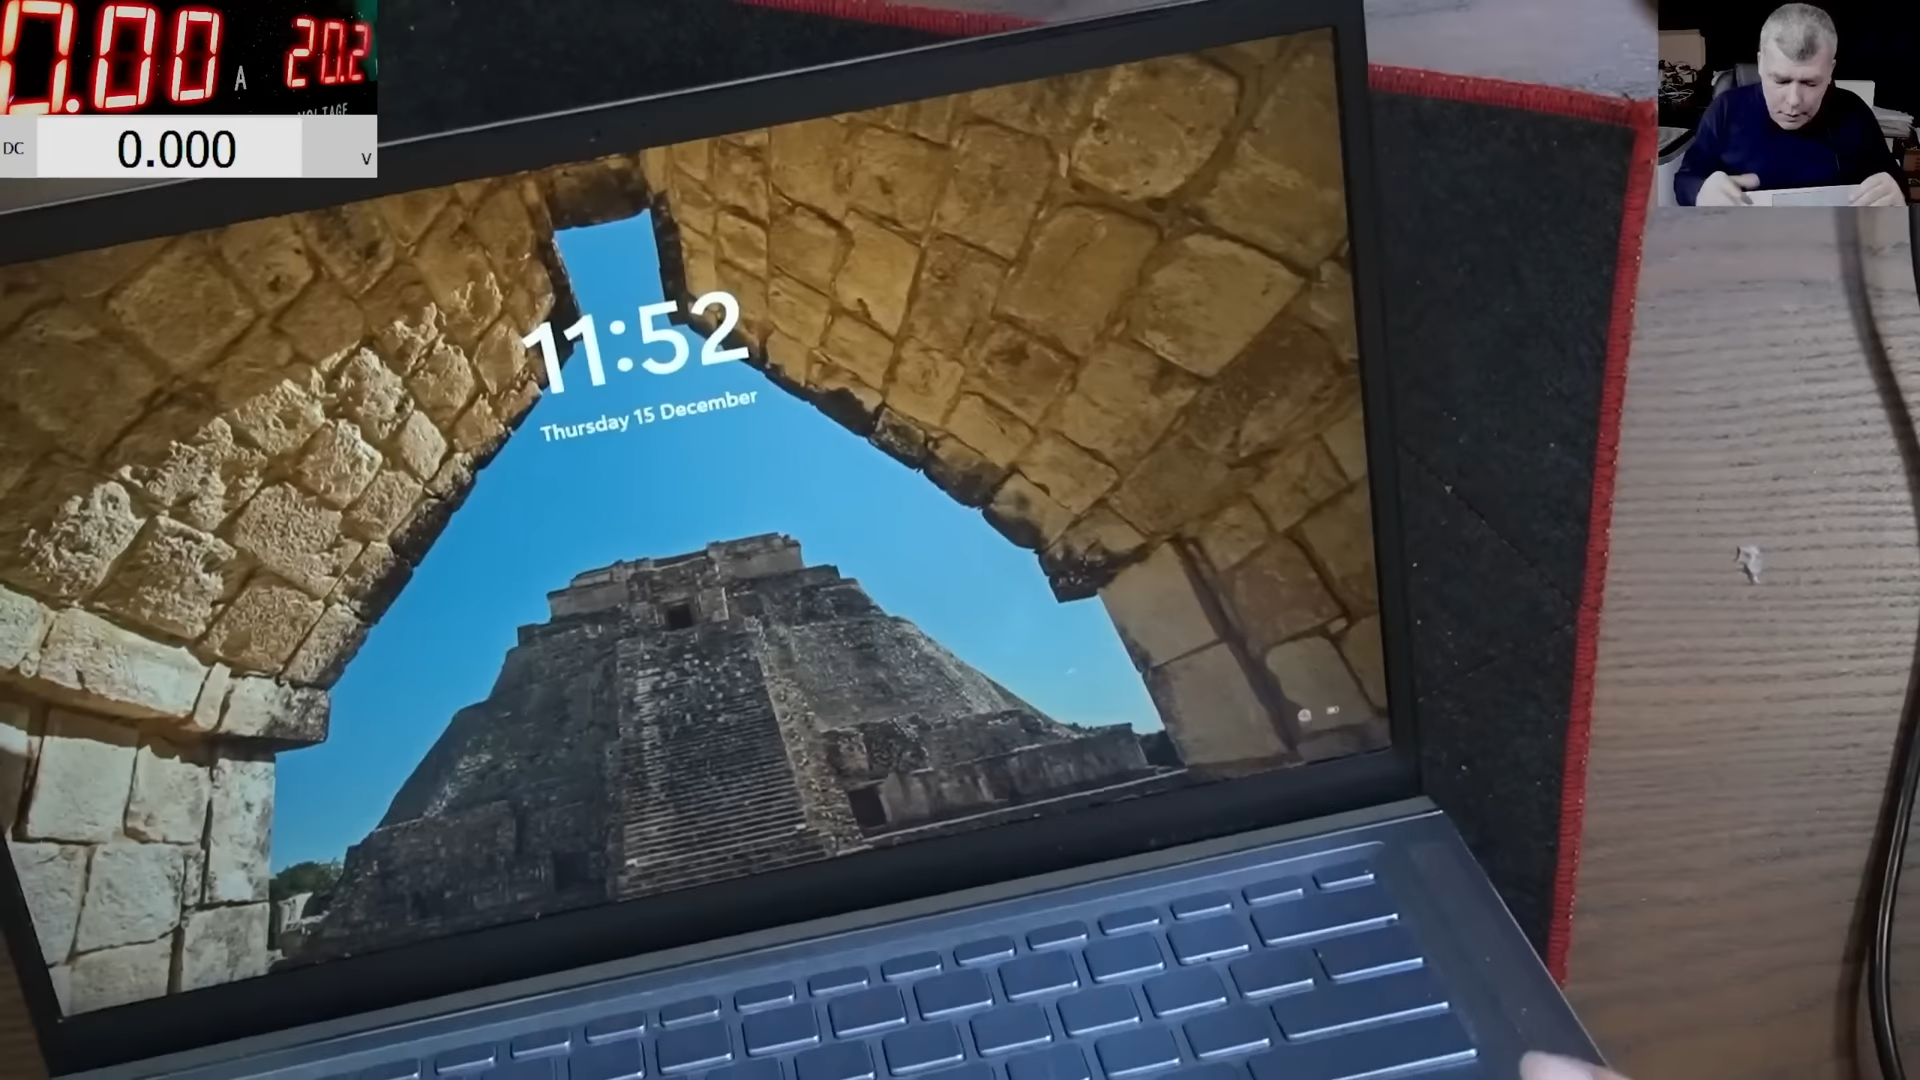 0.00 A 20.2
VOLTAGE
DC 0.000 V
11:52
Thursday 15 December